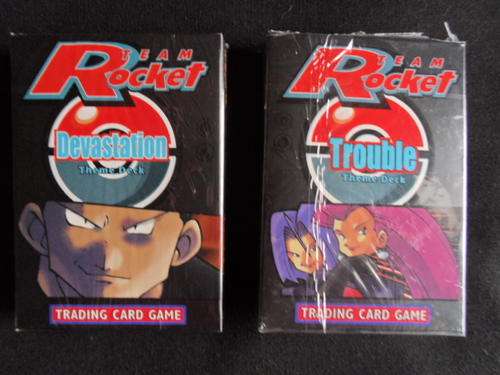 TEAM
Rocket
Devastation
Theme Deck
TRADING CARD GAME
TEAM
Rocket
Trouble
Theme Deck
TRADING CARD GAME